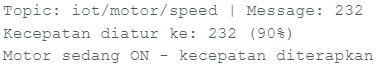 Topic: iot/motor/speed | Message: 232
Kecepatan diatur ke: 232 (90%)
Motor sedang ON - kecepatan diterapkan